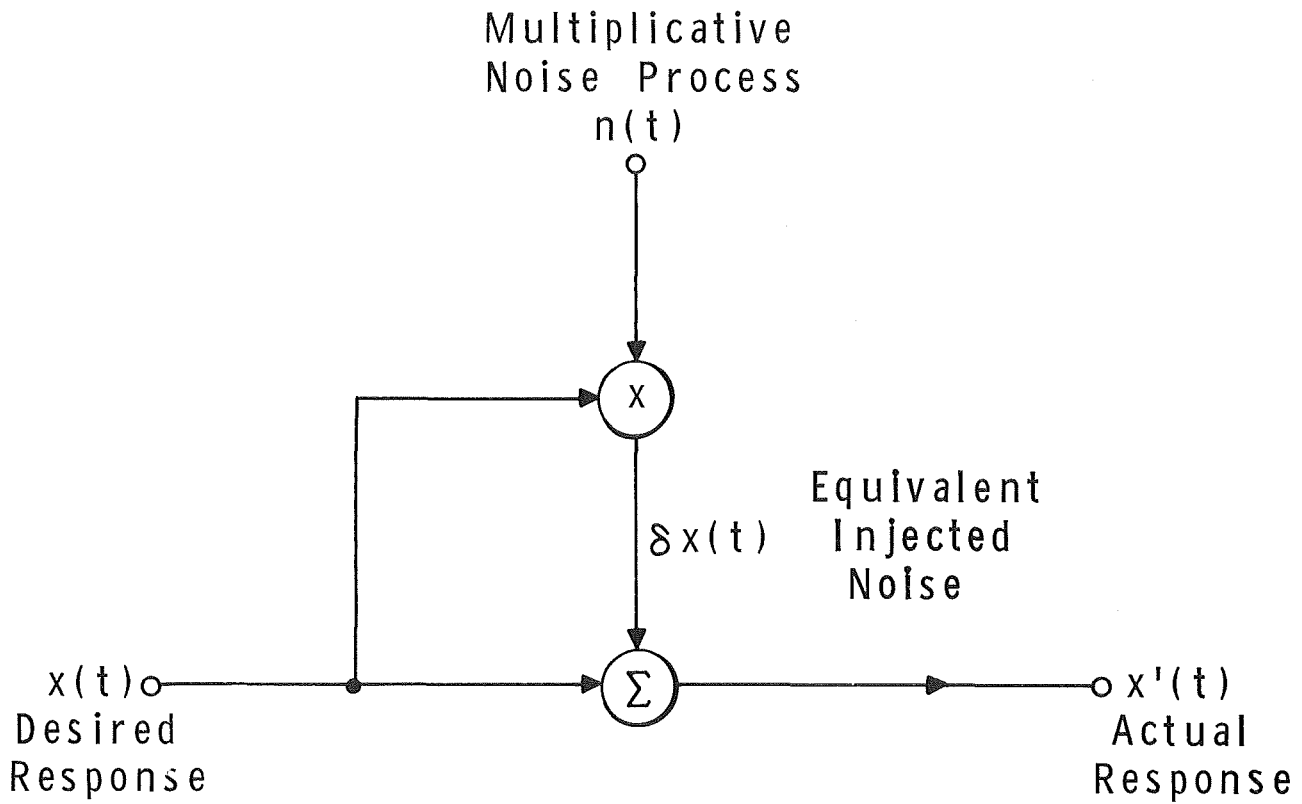 Multiplicative
Noise Process
n(t)
x
δx(t)
Equivalent
Injected
Noise
x(t)
Desired
Response
Σ
x'(t)
Actual
Response